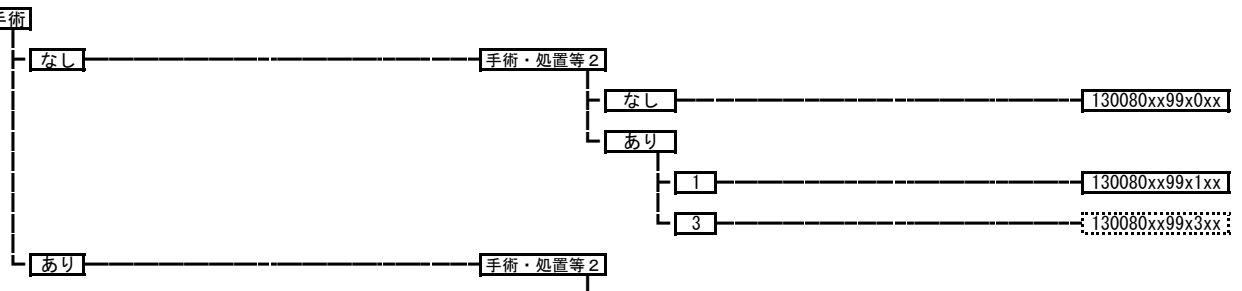 手術
なし 手術・処置等２
なし 130080xx99x0xx
あり
1 130080xx99x1xx
3 130080xx99x3xx
あり 手術・処置等２